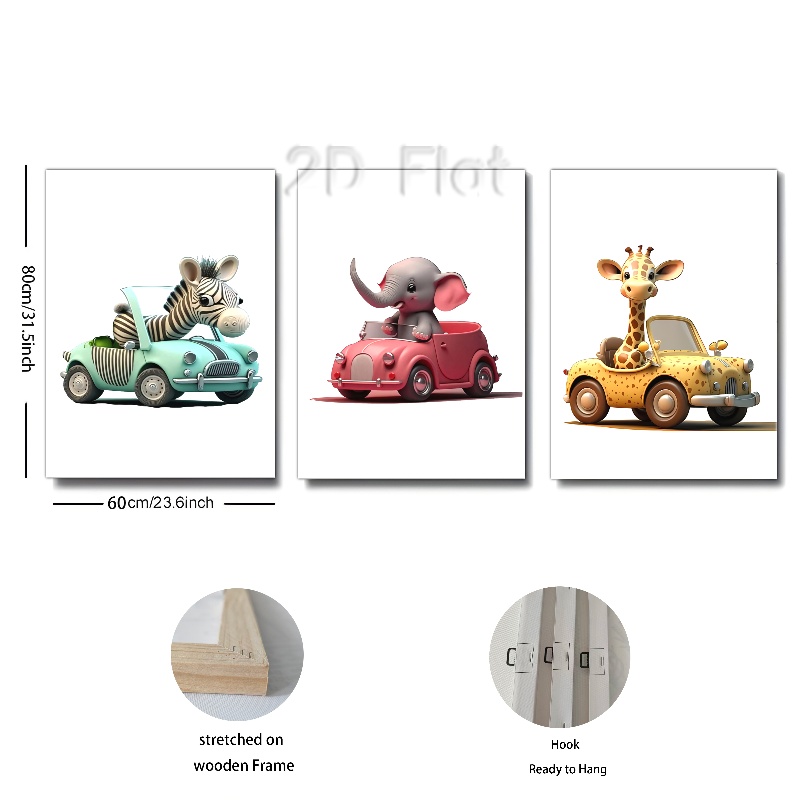 2D Flat
80cm/31.5inch
60cm/23.6inch
stretched on
wooden Frame
Hook
Ready to Hang